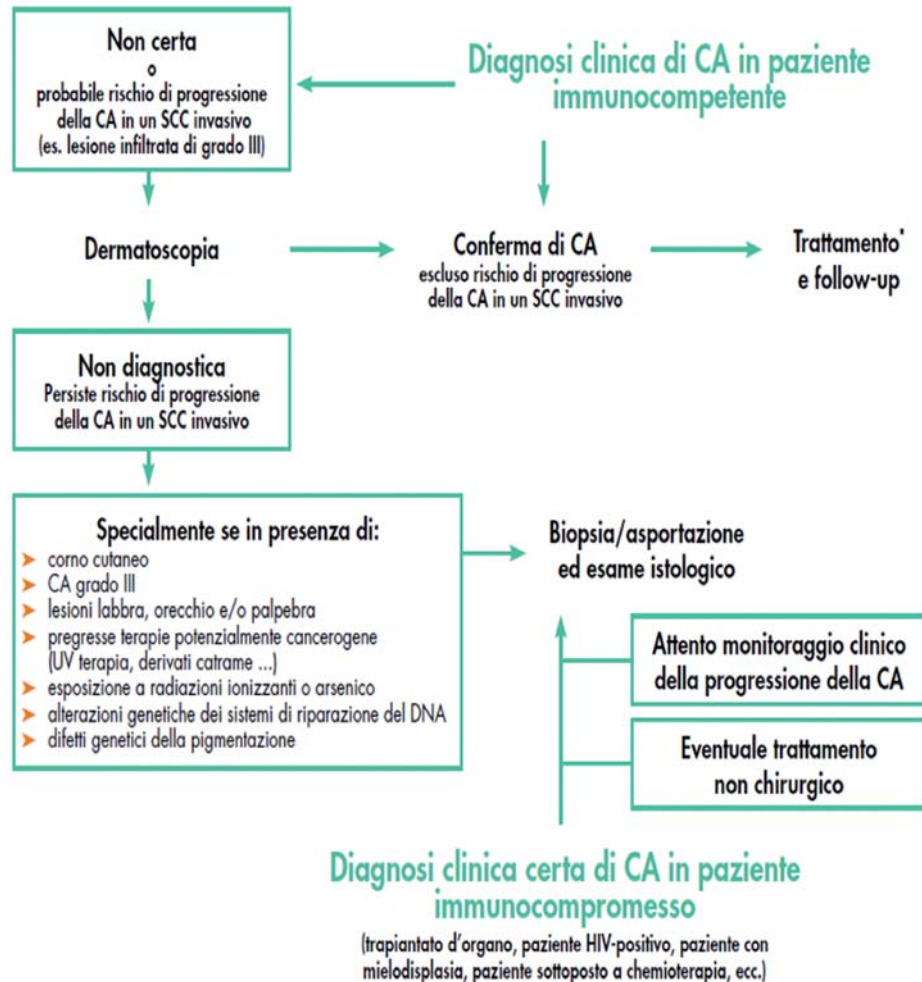 Non certa
o
probabile rischio di progressione
della CA in un SCC invasivo
(es. lesione infiltrata di grado III)
Diagnosi clinica di CA in paziente
immunocompetente
Dermatoscopia
Conferma di CA
escluso rischio di progressione
della CA in un SCC invasivo
Trattamento*
e follow-up
Non diagnostica
Persiste rischio di progressione
della CA in un SCC invasivo
Specialmente se in presenza di:
corno cutaneo
CA grado III
lesioni labbra, orecchio e/o palpebra
pregresse terapie potenzialmente cancerogene
(UV terapia, derivati catrame ...)
esposizione a radiazioni ionizzanti o arsenico
alterazioni genetiche dei sistemi di riparazione del DNA
difetti genetici della pigmentazione
Biopsia/asportazione
ed esame istologico
Attento monitoraggio clinico
della progressione della CA
Eventuale trattamento
non chirurgico
Diagnosi clinica certa di CA in paziente
immunocompromesso
(trapiantato d'organo, paziente HIV-positivo, paziente con
mielodisplasia, paziente sottoposto a chemioterapia, ecc.)